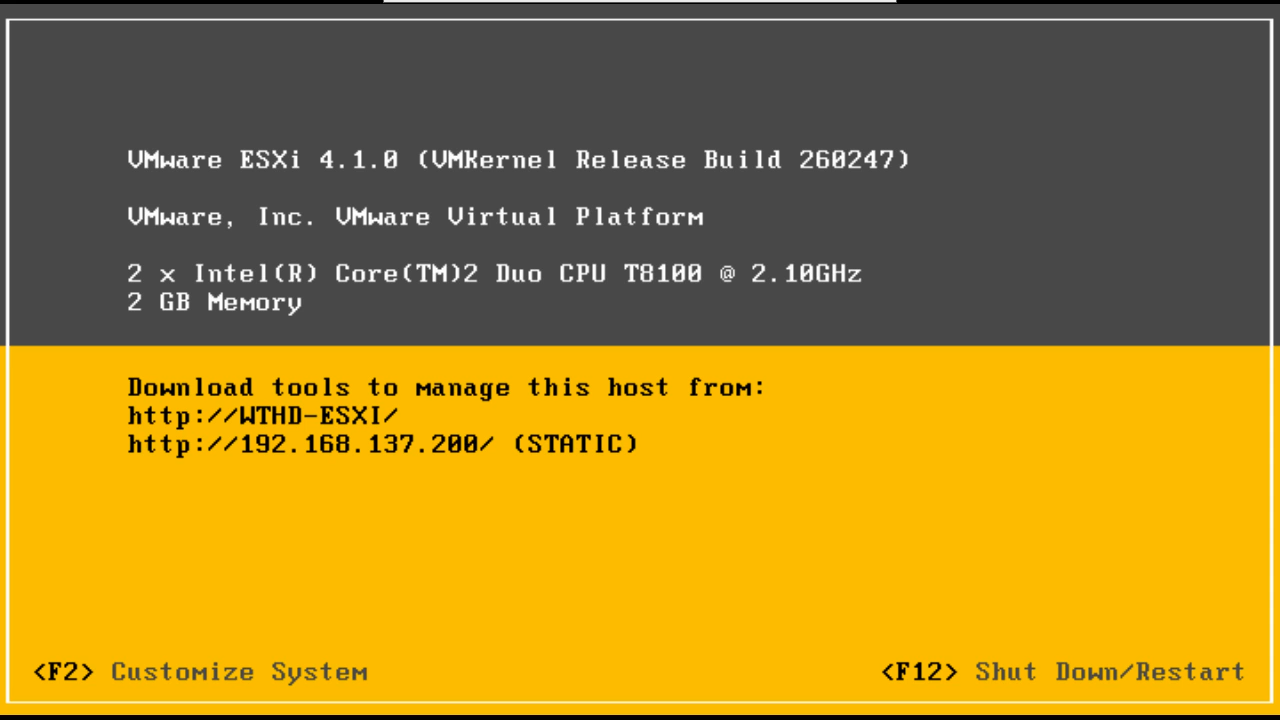 VMware ESXi 4.1.0 (VMKernel Release Build 260247)
VMware, Inc. VMware Virtual Platform
2 x Intel(R) Core(TM)2 Duo CPU T8100 @ 2.10GHz
2 GB Memory
Download tools to manage this host from:
http://WTHD-ESXI/
http://192.168.137.200/ (STATIC)
<F2> Customize System <F12> Shut Down/Restart